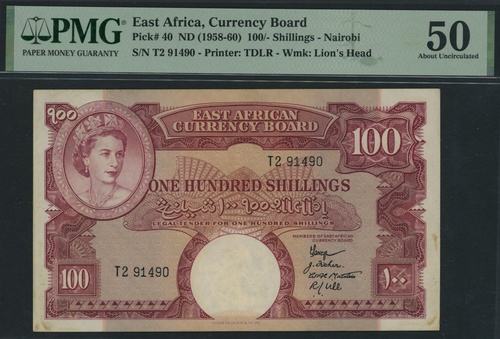 PMG
PAPER MONEY GUARANTY
East Africa, Currency Board
Pick# 40 ND (1958-60) 100/- Shillings - Nairobi
S/N T2 91490 - Printer: TDLR - Wmk: Lion's Head
50
About Uncirculated
૧૦૦
EAST AFRICAN
CURRENCY BOARD
100
T2 91490
ONE HUNDRED SHILLINGS
LEGAL TENDER FOR ONE HUNDRED SHILLINGS
MEMBERS OF EAST AFRICAN
CURRENCY BOARD
T2 91490
100
١٠٠